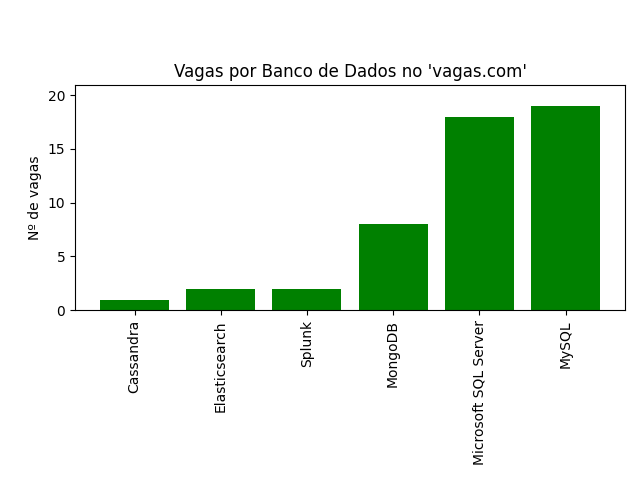 Vagas por Banco de Dados no 'vagas.com'
Nº de vagas
20
15
10
5
0
Cassandra
Elasticsearch
Splunk
MongoDB
Microsoft SQL Server
MySQL